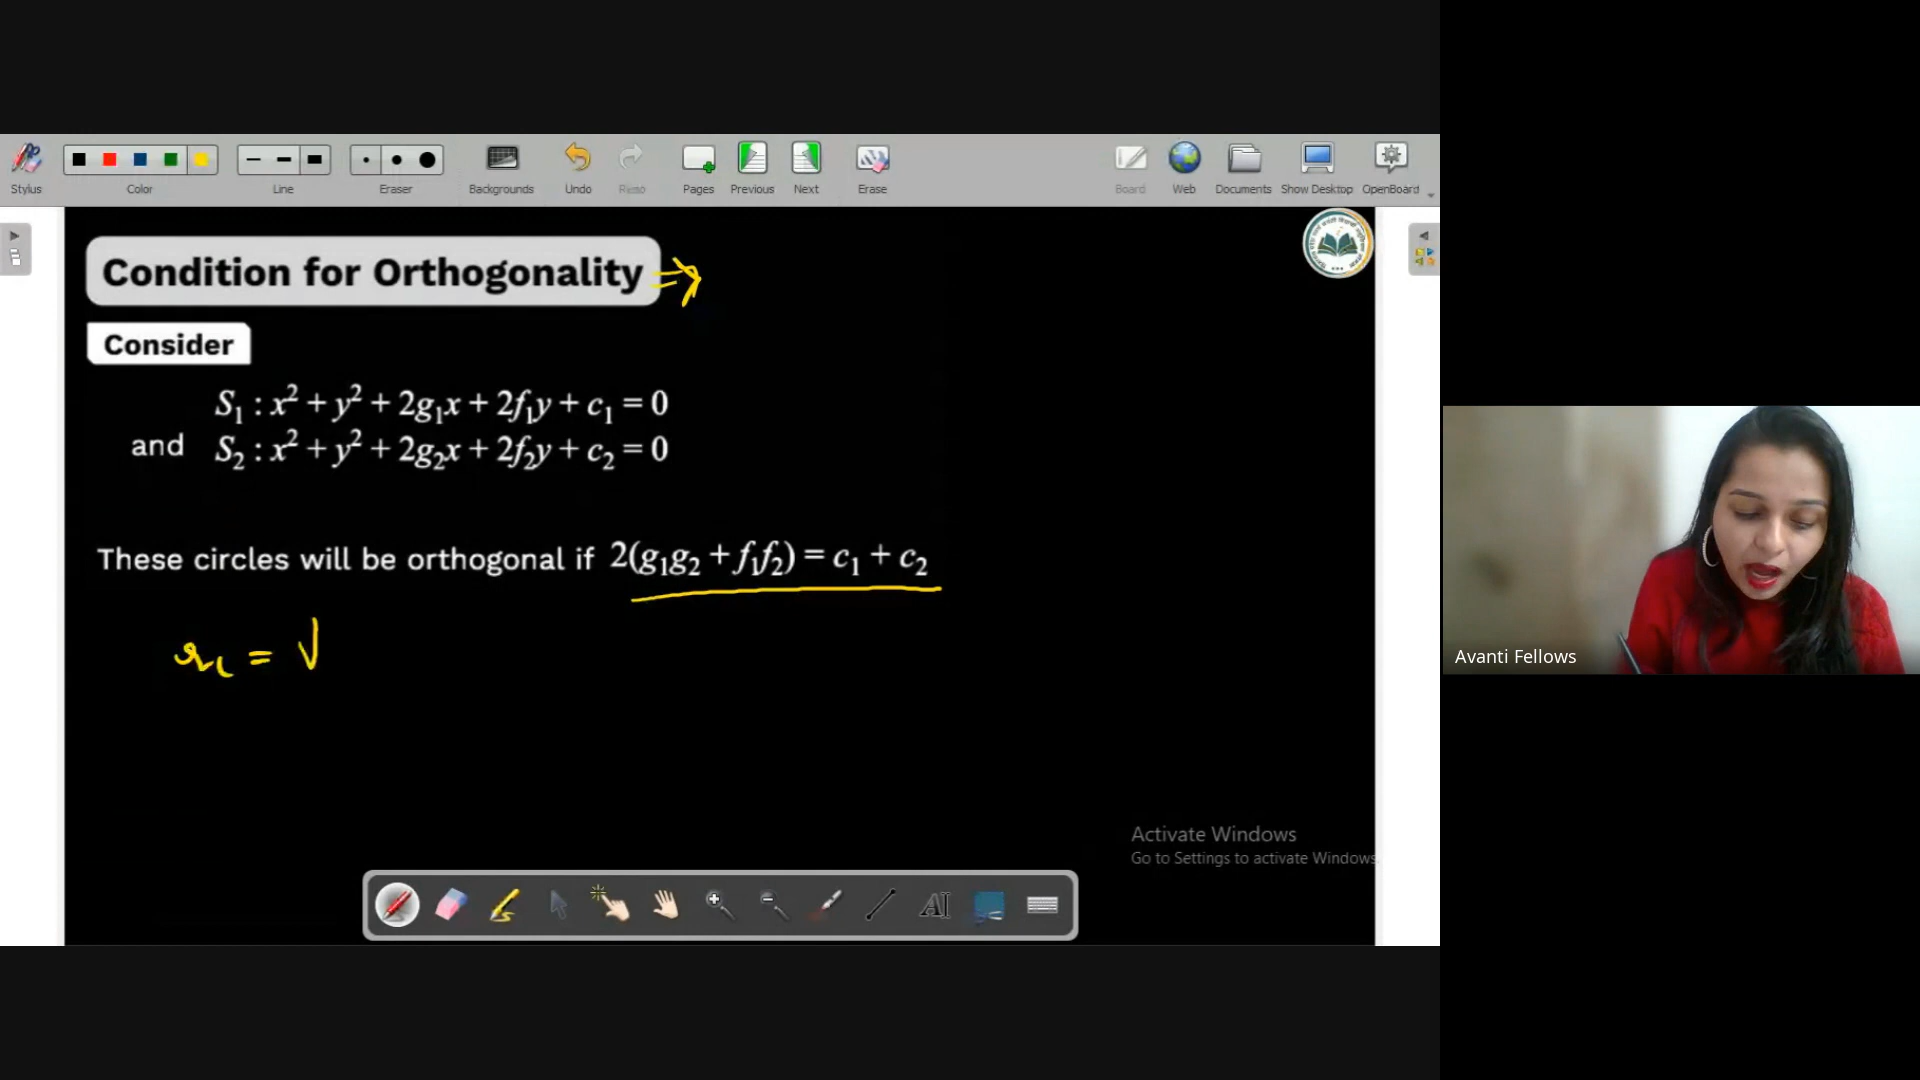 Stylus
Color
Line
Eraser
Backgrounds
Undo
Redo
Pages
Previous
Next
Erase
Board
Web
Documents
Show Desktop
OpenBoard
Condition for Orthogonality ⇒
Consider
S₁ : x² + y² + 2g₁x + 2f₁y + c₁ = 0
and S₂ : x² + y² + 2g₂x + 2f₂y + c₂ = 0
These circles will be orthogonal if 2(g₁g₂ + f₁f₂) = c₁ + c₂
r₁ = √
Activate Windows
Go to Settings to activate Windows.
Avanti Fellows